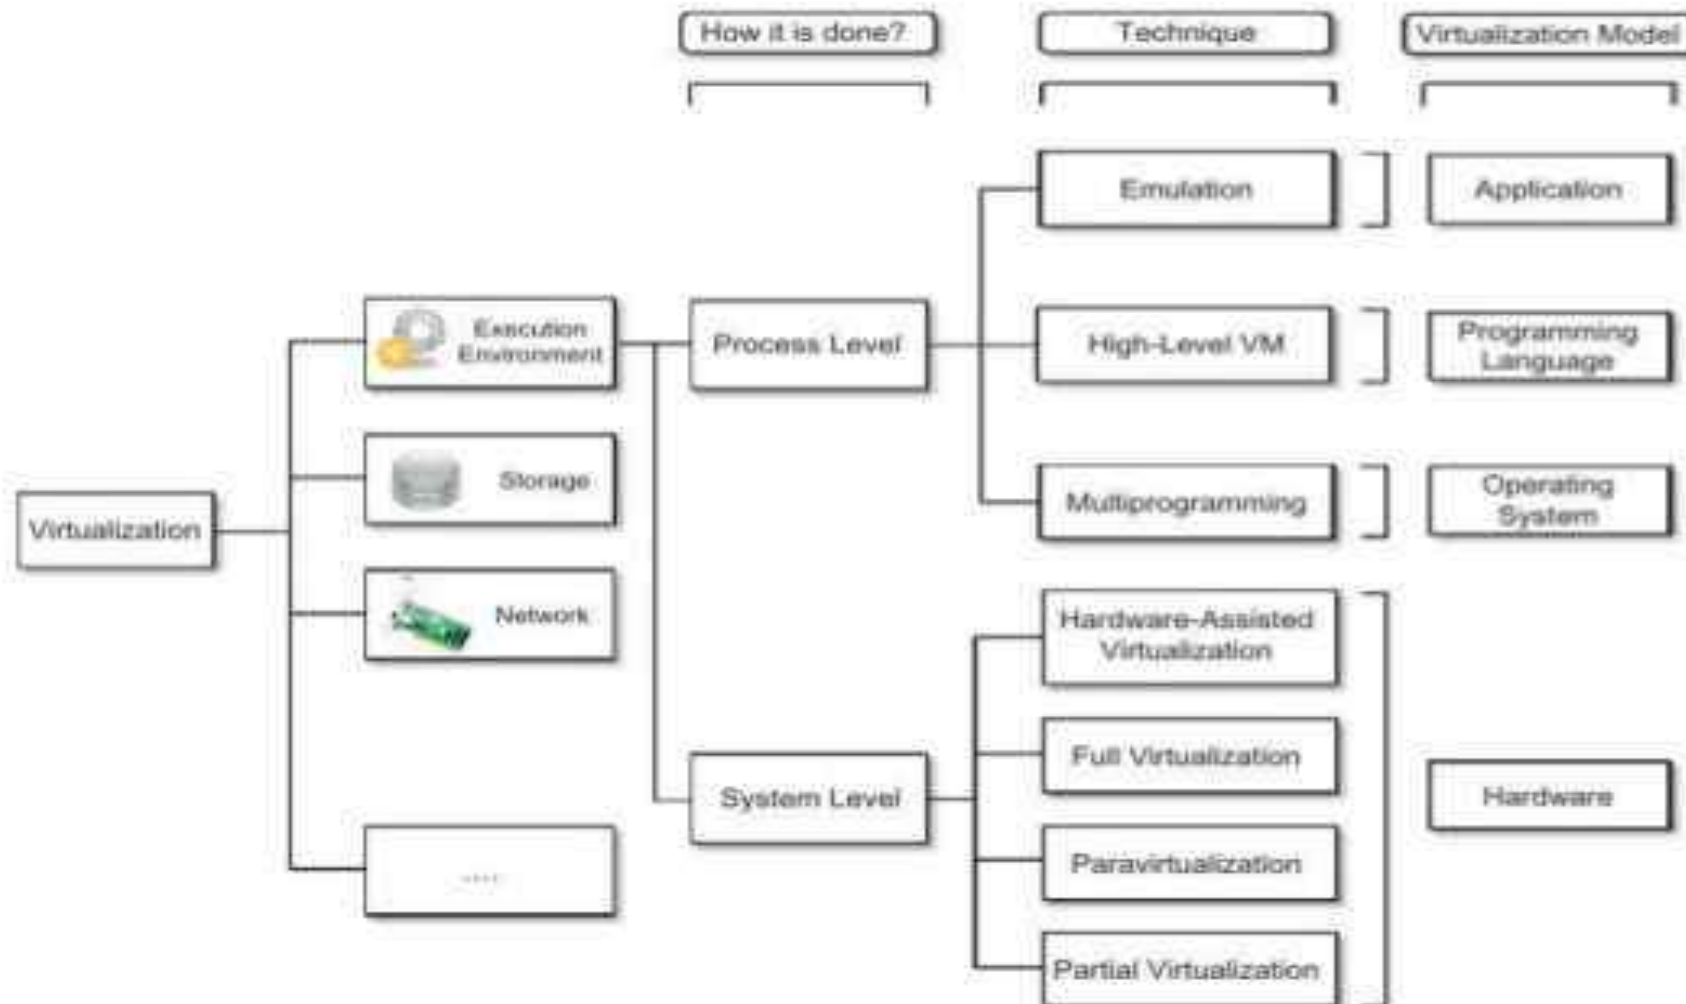 How it is done?
Technique
Virtualization Model
Emulation
Application
Execution
Environment
Process Level
High-Level VM
Programming
Language
Storage
Multiprogramming
Operating
System
Virtualization
Network
Hardware-Assisted
Virtualization
Full Virtualization
System Level
Hardware
Paravirtualization
....
Partial Virtualization